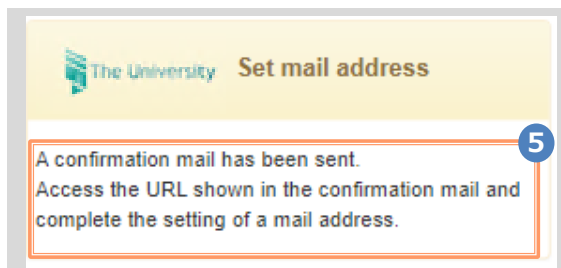 The University Set mail address
5
A confirmation mail has been sent.
Access the URL shown in the confirmation mail and
complete the setting of a mail address.